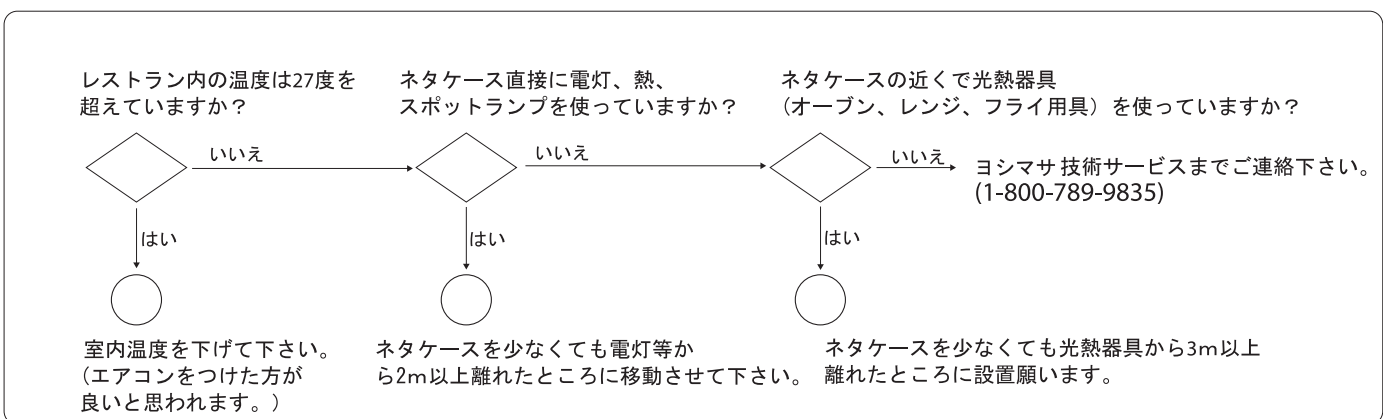 レストラン内の温度は27度を
超えていますか？
ネタケース直接に電灯、熱、
スポットランプを使っていますか？
ネタケースの近くで光熱器具
（オーブン、レンジ、フライ用具）を使っていますか？
いいえ
いいえ
いいえ
ヨシマサ 技術サービスまでご連絡下さい。
(1-800-789-9835)
はい
はい
はい
室内温度を下げて下さい。
（エアコンをつけた方が
良いと思われます。）
ネタケースを少なくても電灯等か
ら2m以上離れたところに移動させて下さい。
ネタケースを少なくても光熱器具から3m以上
離れたところに設置願います。